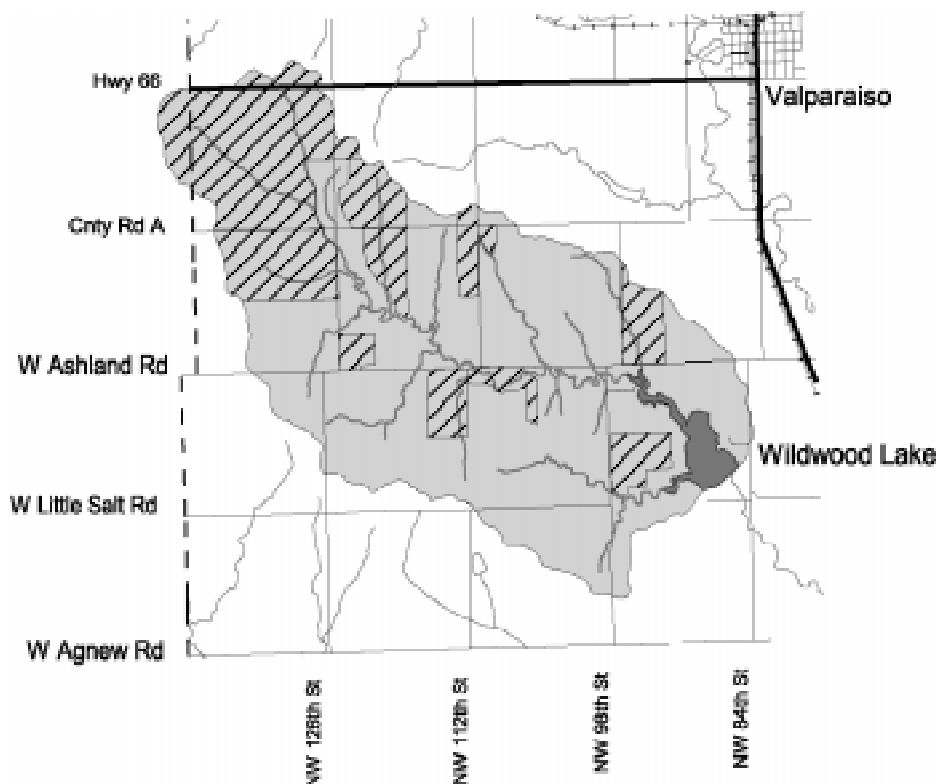 Hwy 66
Valparaiso
Cnty Rd A
W Ashland Rd
Wildwood Lake
W Little Salt Rd
W Agnew Rd
NW 126th St
NW 112th St
NW 98th St
NW 84th St